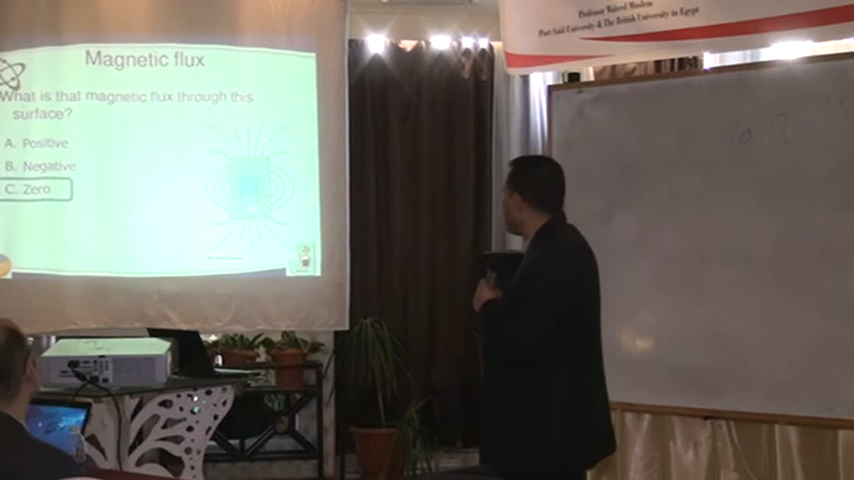 Professor Waleed Moslem
Port Said University & The British University in Egypt
Magnetic flux
What is that magnetic flux through this
surface?
A. Positive
B. Negative
C. Zero